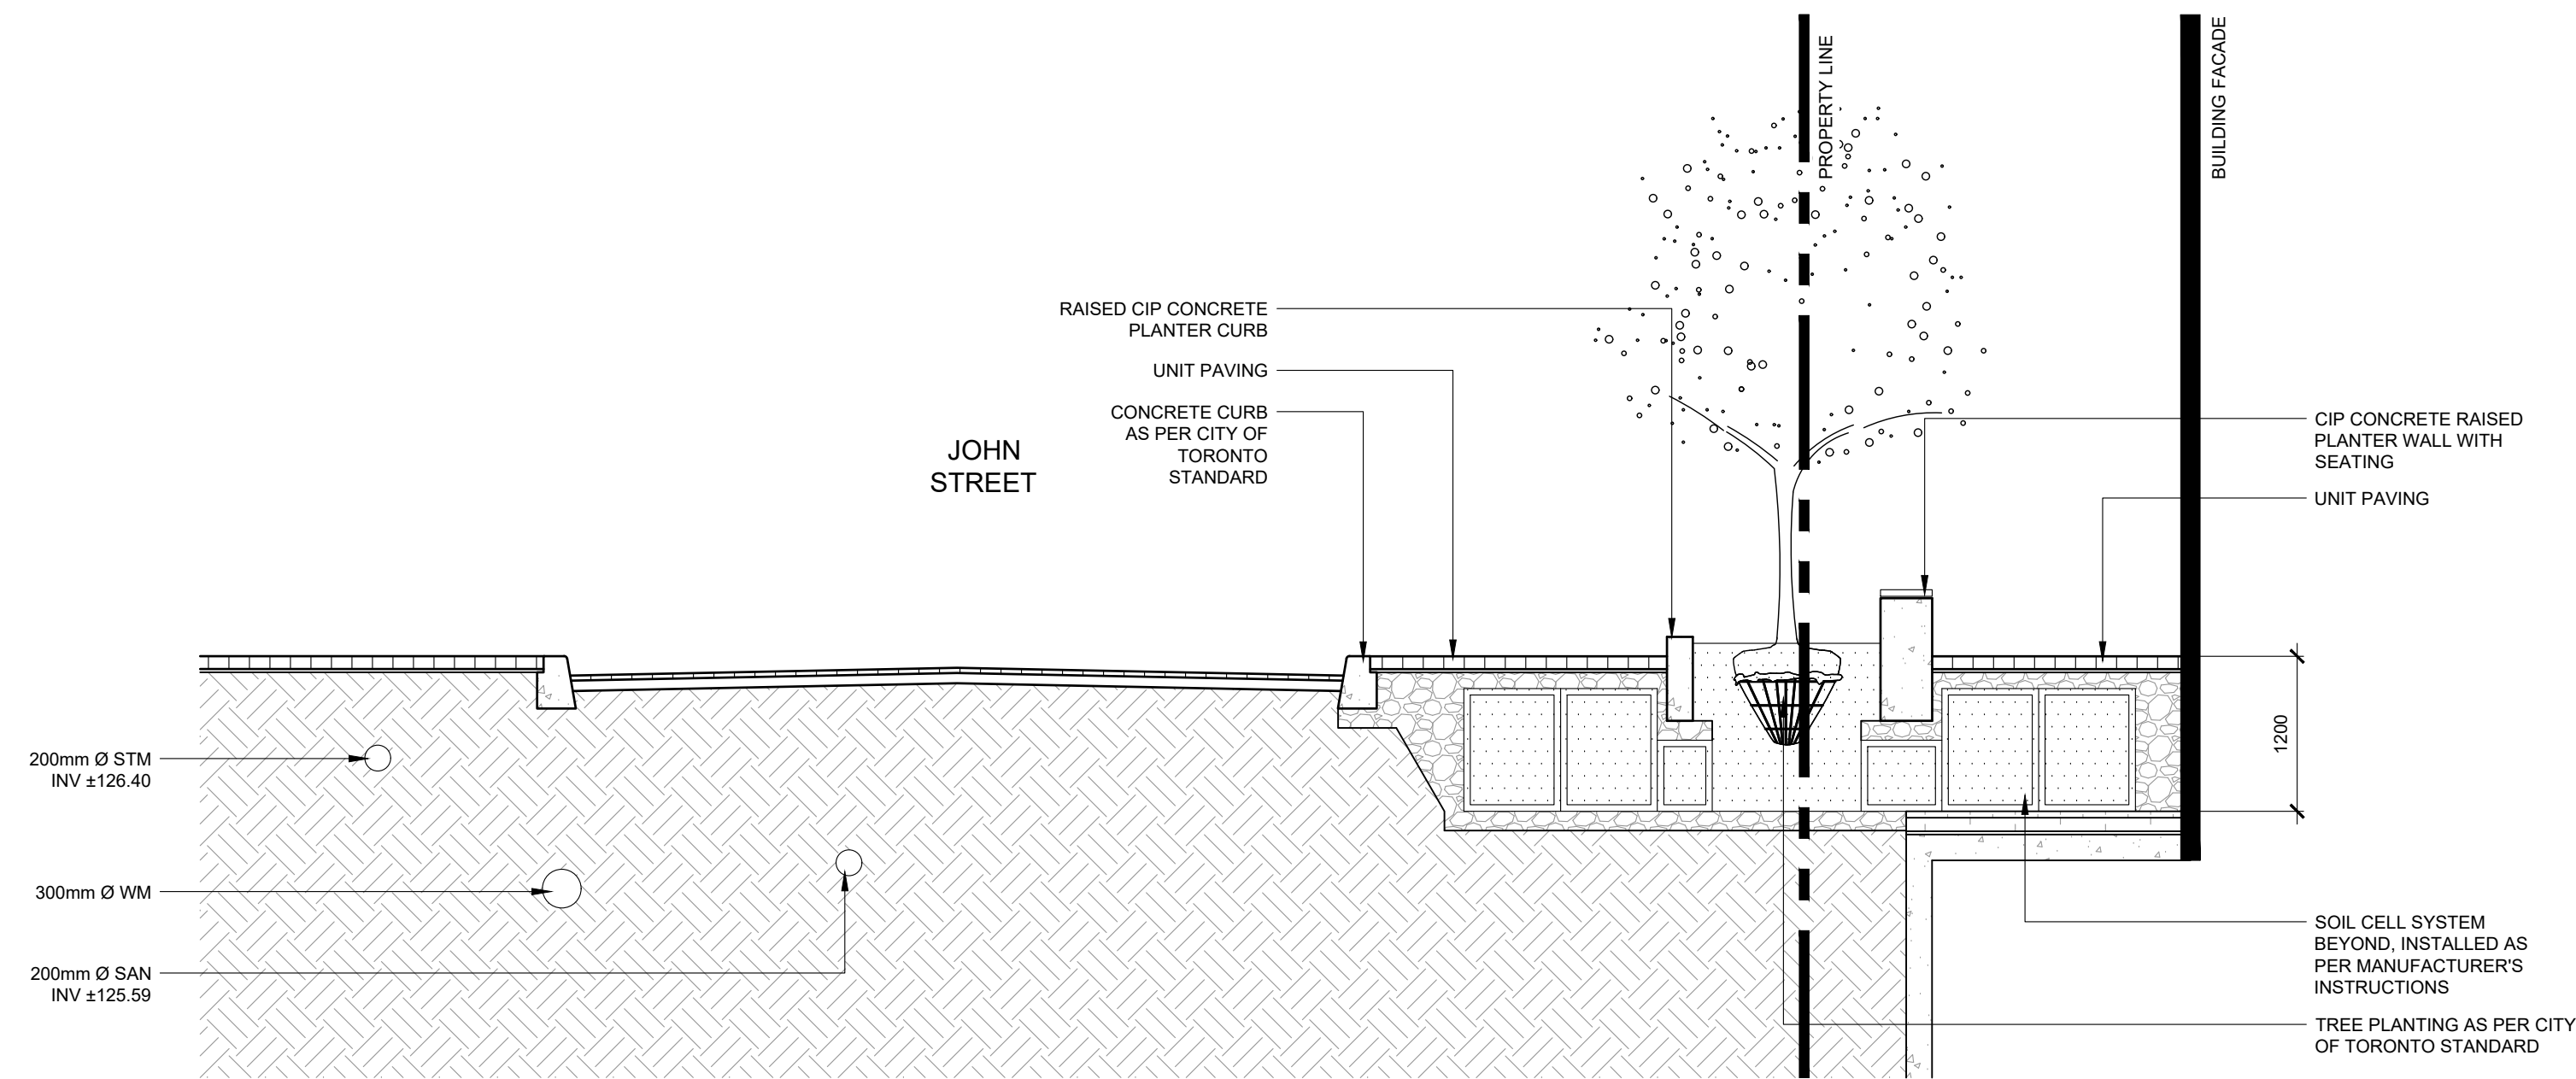 PROPERTY LINE
BUILDING FACADE
RAISED CIP CONCRETE
PLANTER CURB
UNIT PAVING
CONCRETE CURB
AS PER CITY OF
TORONTO
STANDARD
JOHN
STREET
CIP CONCRETE RAISED
PLANTER WALL WITH
SEATING
UNIT PAVING
200mm Ø STM
INV ±126.40
300mm Ø WM
200mm Ø SAN
INV ±125.59
1200
SOIL CELL SYSTEM
BEYOND, INSTALLED AS
PER MANUFACTURER'S
INSTRUCTIONS
TREE PLANTING AS PER CITY
OF TORONTO STANDARD